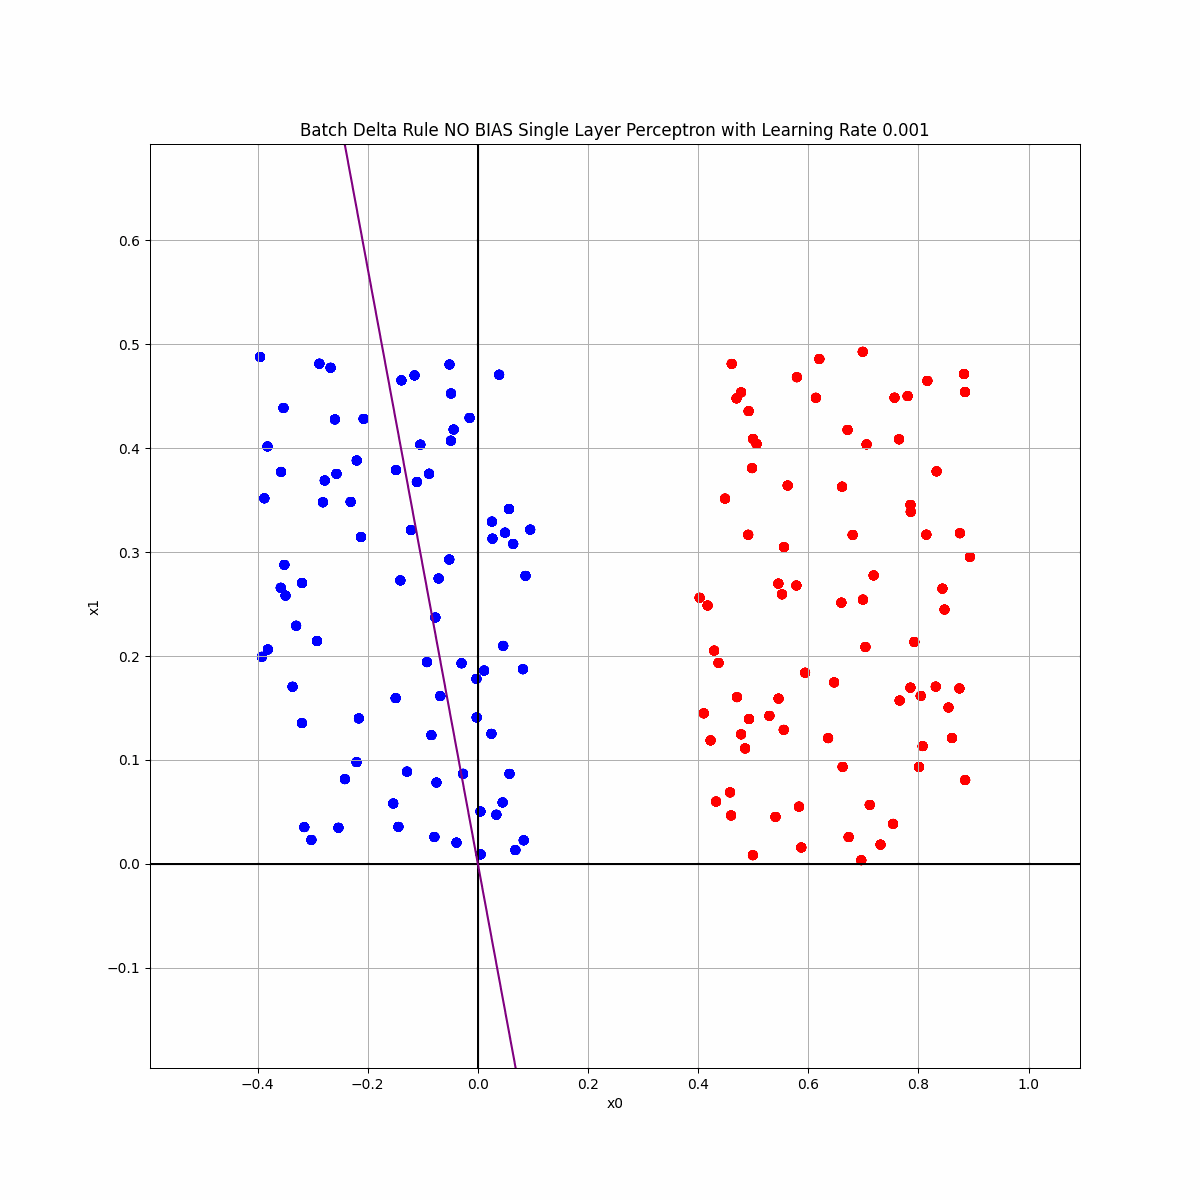 Batch Delta Rule NO BIAS Single Layer Perceptron with Learning Rate 0.001
0.6
0.5
0.4
0.3
0.2
0.1
0.0
−0.1
x1
−0.4 −0.2 0.0 0.2 0.4 0.6 0.8 1.0
x0